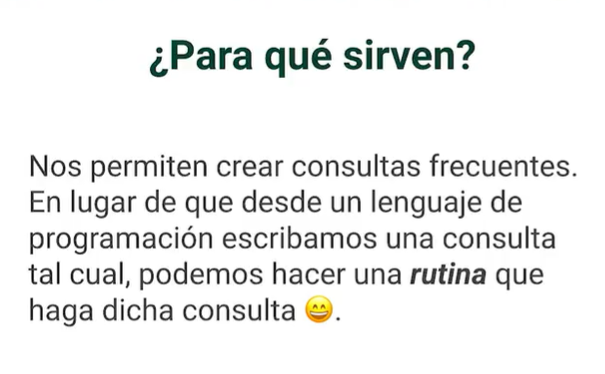 ¿Para qué sirven?
Nos permiten crear consultas frecuentes.
En lugar de que desde un lenguaje de
programación escribamos una consulta
tal cual, podemos hacer una rutina que
haga dicha consulta 😄.